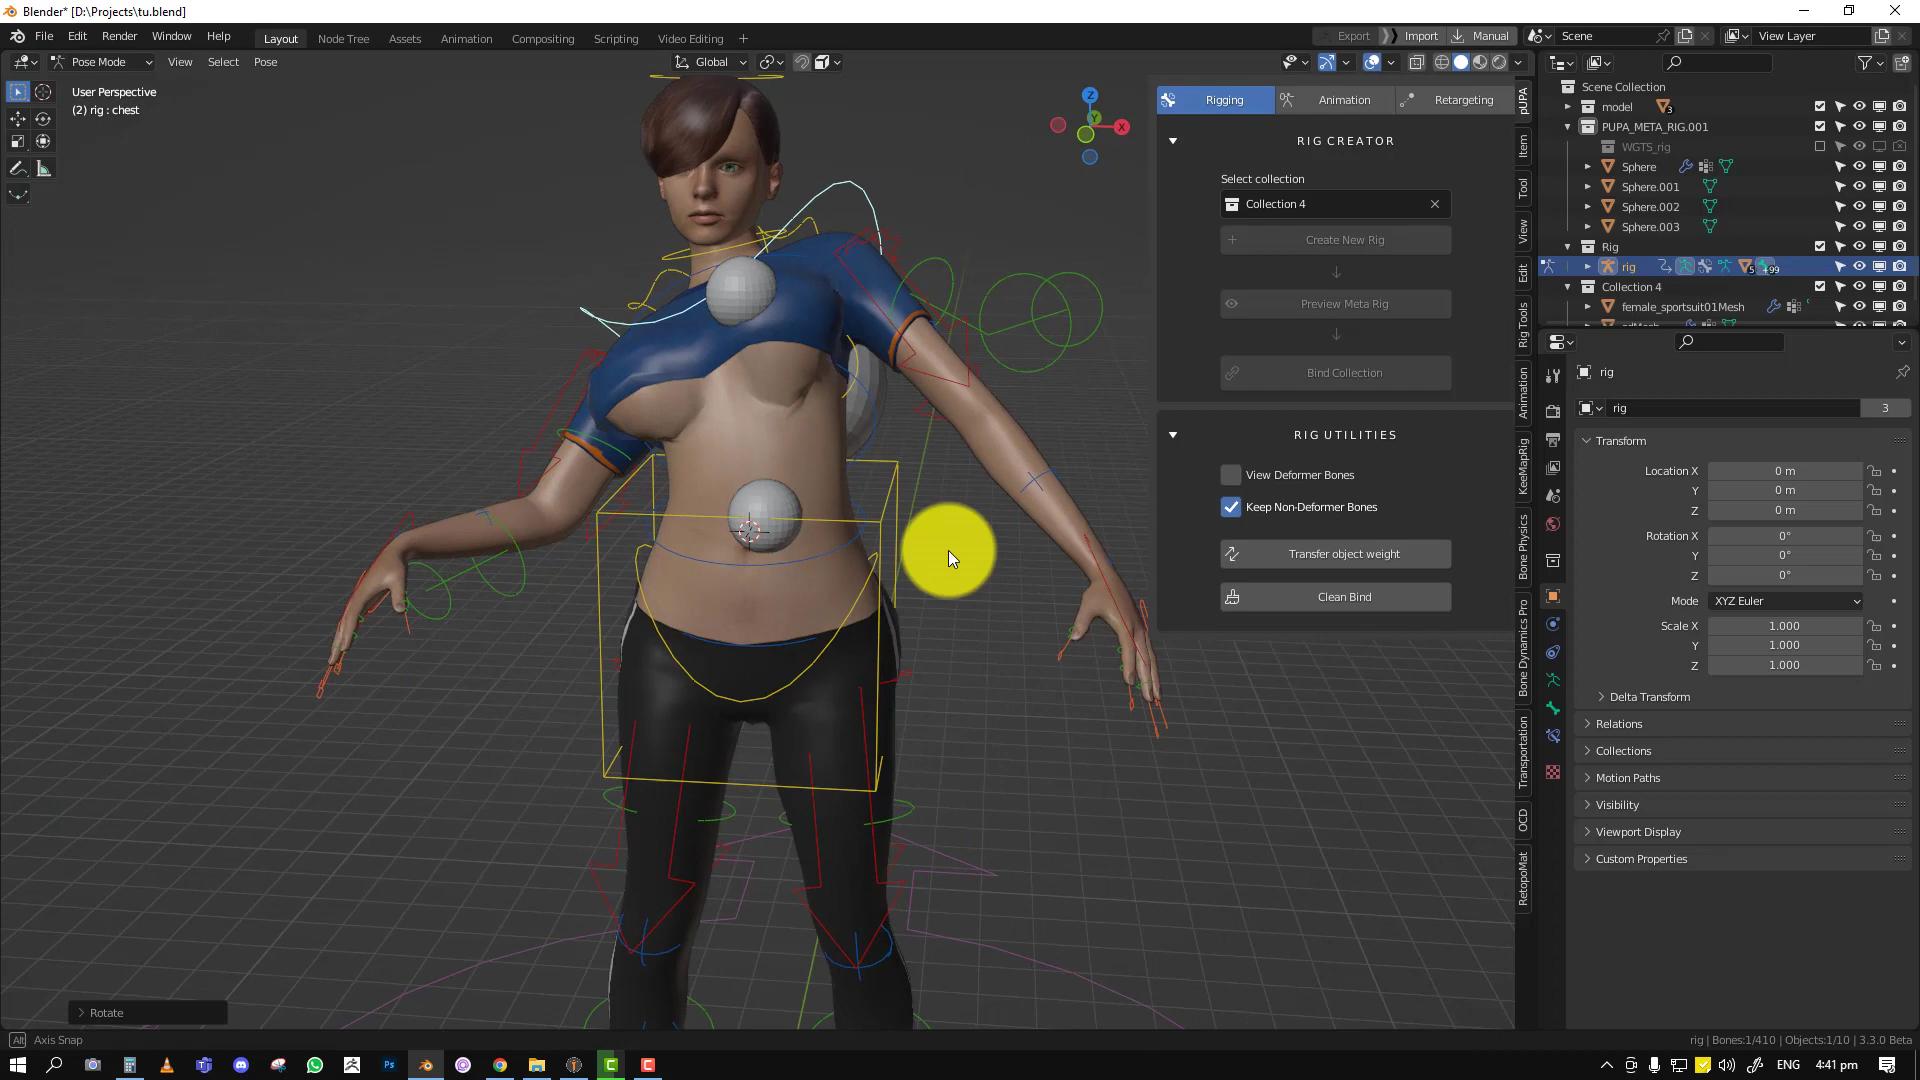 Blender* [D:\Projects\tu.blend]
File Edit Render Window Help Layout Node Tree Assets Animation Compositing Scripting Video Editing + Export Import Manual Scene View Layer
Pose Mode View Select Pose Global
User Perspective
(2) rig : chest
Z
Y
X
Rigging Animation Retargeting
RIG CREATOR
Select collection
Collection 4
Create New Rig
Preview Meta Rig
Bind Collection
RIG UTILITIES
View Deformer Bones
Keep Non-Deformer Bones
Transfer object weight
Clean Bind
pUPA
Item
Tool
View
Edit
Rig Tools
Animation
KeeMapRig
Bone Physics
Bone Dynamics Pro
Transportation
OCD
RetopoMat
Scene Collection
model 3
PUPA_META_RIG.001
WGTS_rig
Sphere
Sphere.001
Sphere.002
Sphere.003
Rig
rig 5 +99
Collection 4
female_sportsuit01Mesh
rig
rig 3
Transform
Location X 0 m
Y 0 m
Z 0 m
Rotation X 0°
Y 0°
Z 0°
Mode XYZ Euler
Scale X 1.000
Y 1.000
Z 1.000
Delta Transform
Relations
Collections
Motion Paths
Visibility
Viewport Display
Custom Properties
Rotate
Alt Axis Snap
rig | Bones:1/410 | Objects:1/10 | 3.3.0 Beta
Ps
ENG 4:41 pm